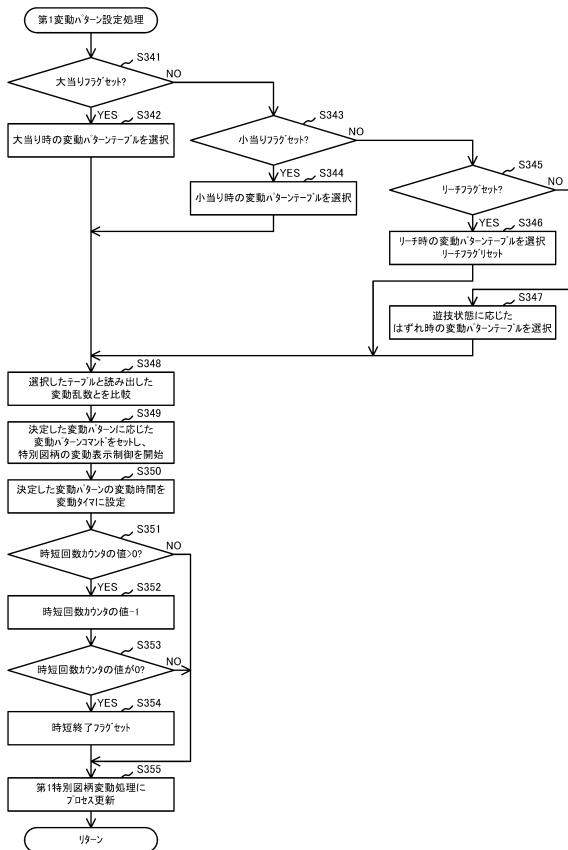 第1変動パターン設定処理
S341
大当りフラグセット?
NO
YES
S342
大当り時の変動パターンテーブルを選択
S343
小当りフラグセット?
NO
YES
S344
小当り時の変動パターンテーブルを選択
S345
リーチフラグセット?
NO
YES
S346
リーチ時の変動パターンテーブルを選択
リーチフラグリセット
S347
遊技状態に応じた
はずれ時の変動パターンテーブルを選択
S348
選択したテーブルと読み出した
変動乱数とを比較
S349
決定した変動パターンに応じた
変動パターンコマンドをセットし、
特別図柄の変動表示制御を開始
S350
決定した変動パターンの変動時間を
変動タイマに設定
S351
時短回数カウンタの値>0?
NO
YES
S352
時短回数カウンタの値-1
S353
時短回数カウンタの値が0?
NO
YES
S354
時短終了フラグセット
S355
第1特別図柄変動処理に
プロセス更新
リターン